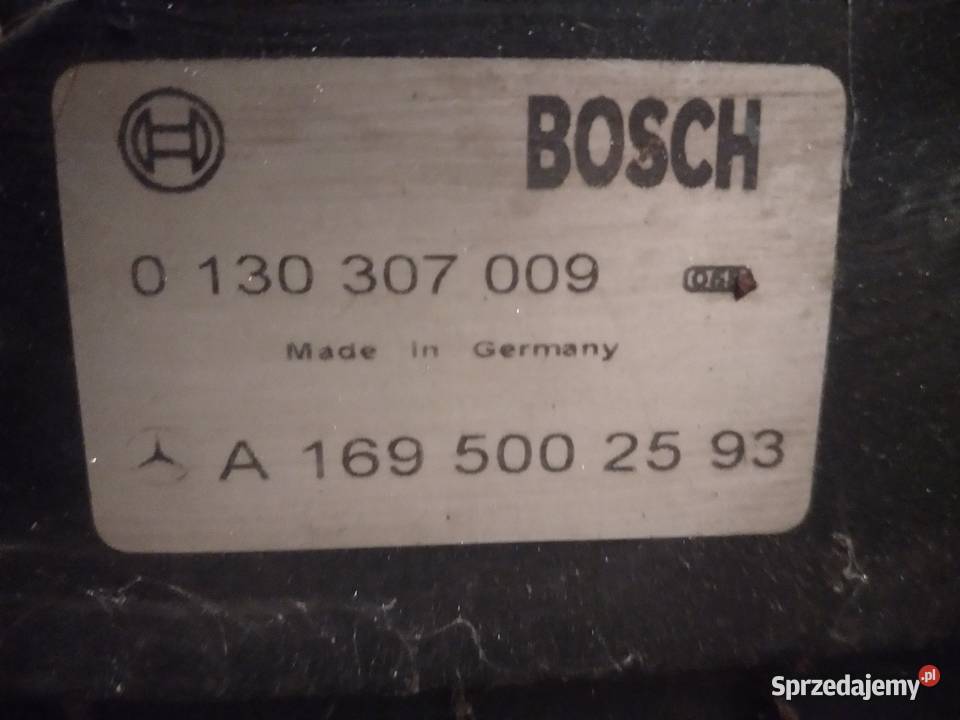 BOSCH
0 130 307 009
Made in Germany
A 169 500 25 93
Sprzedajemy.pl